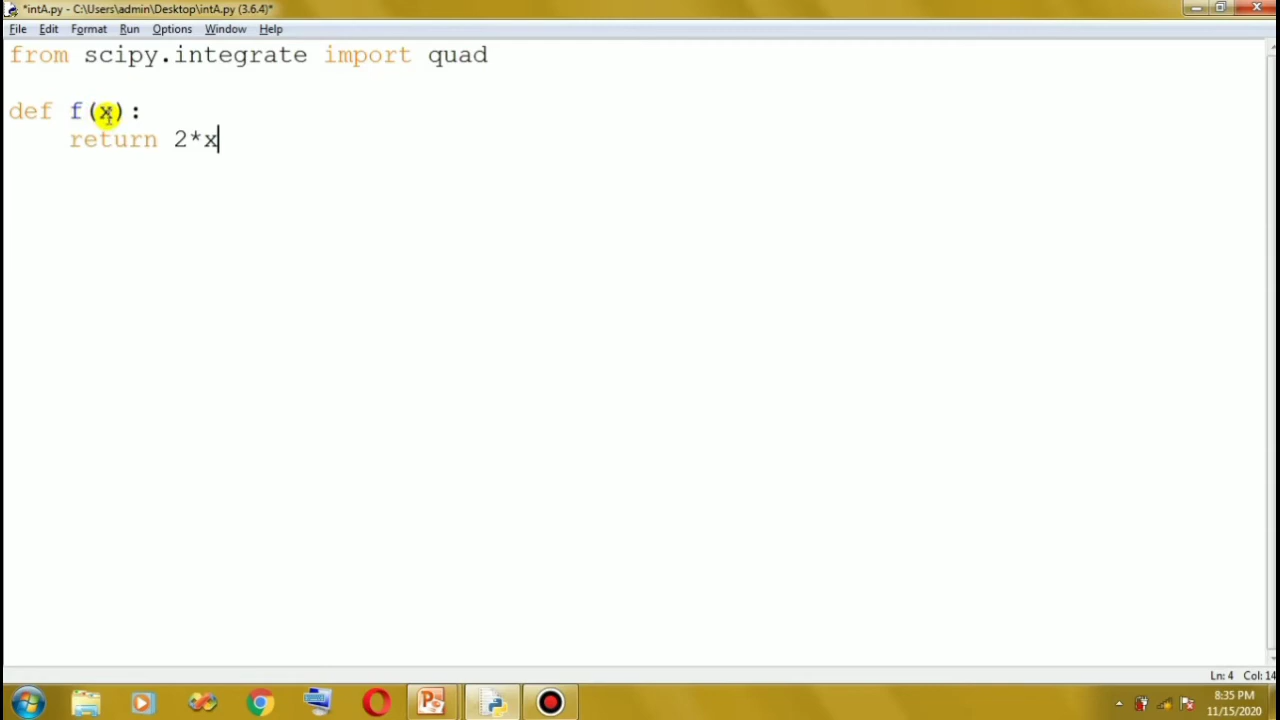 *intA.py - C:\Users\admin\Desktop\intA.py (3.6.4)*
File Edit Format Run Options Window Help
from scipy.integrate import quad
def f(x):
    return 2*x
Ln: 4 Col: 14
8:35 PM
11/15/2020